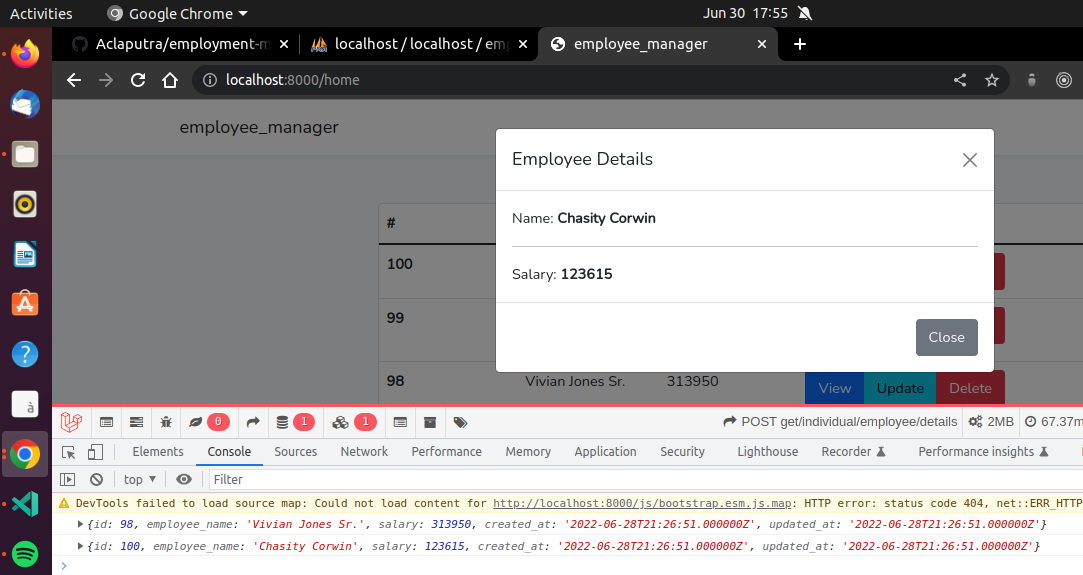 Activities Google Chrome Jun 30 17:55
Aclaputra/employment-m localhost / localhost / emp employee_manager
localhost:8000/home
employee_manager
Employee Details
Name: Chasity Corwin
Salary: 123615
Close
#
100
99
98 Vivian Jones Sr. 313950 View Update Delete
0 1 1 POST get/individual/employee/details 2MB 67.37m
Elements Console Sources Network Performance Memory Application Security Lighthouse Recorder Performance insights
top Filter
DevTools failed to load source map: Could not load content for http://localhost:8000/js/bootstrap.esm.js.map: HTTP error: status code 404, net::ERR_HTTP
{id: 98, employee_name: 'Vivian Jones Sr.', salary: 313950, created_at: '2022-06-28T21:26:51.000000Z', updated_at: '2022-06-28T21:26:51.000000Z'}
{id: 100, employee_name: 'Chasity Corwin', salary: 123615, created_at: '2022-06-28T21:26:51.000000Z', updated_at: '2022-06-28T21:26:51.000000Z'}